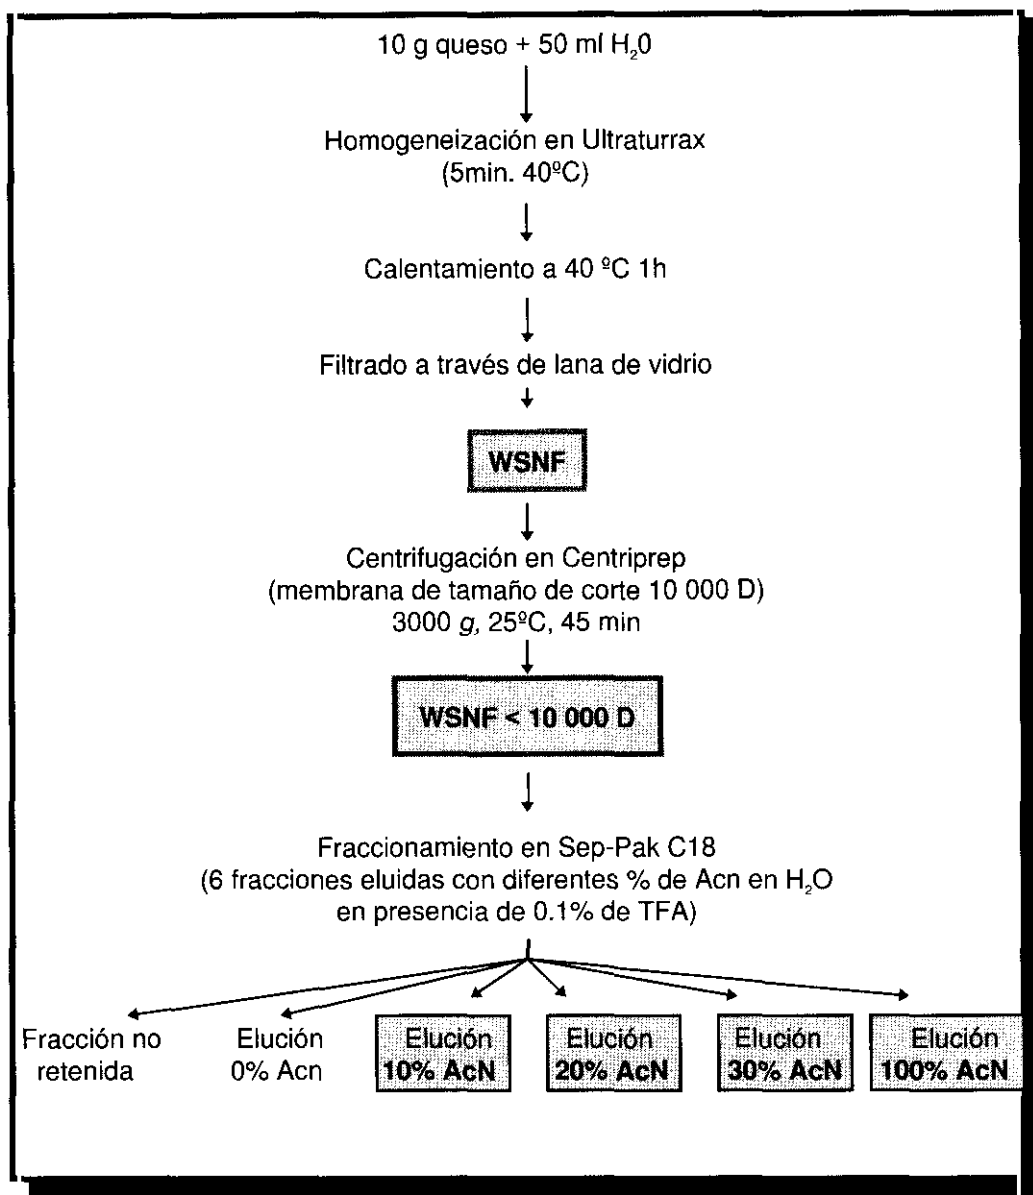 10 g queso + 50 ml H₂0
Homogeneización en Ultraturrax
(5min. 40ºC)
Calentamiento a 40 ºC 1h
Filtrado a través de lana de vidrio
WSNF
Centrifugación en Centriprep
(membrana de tamaño de corte 10 000 D)
3000 g, 25ºC, 45 min
WSNF < 10 000 D
Fraccionamiento en Sep-Pak C18
(6 fracciones eluidas con diferentes % de Acn en H₂O
en presencia de 0.1% de TFA)
Fracción no
retenida
Elución
0% Acn
Elución
10% AcN
Elución
20% AcN
Elución
30% AcN
Elución
100% AcN